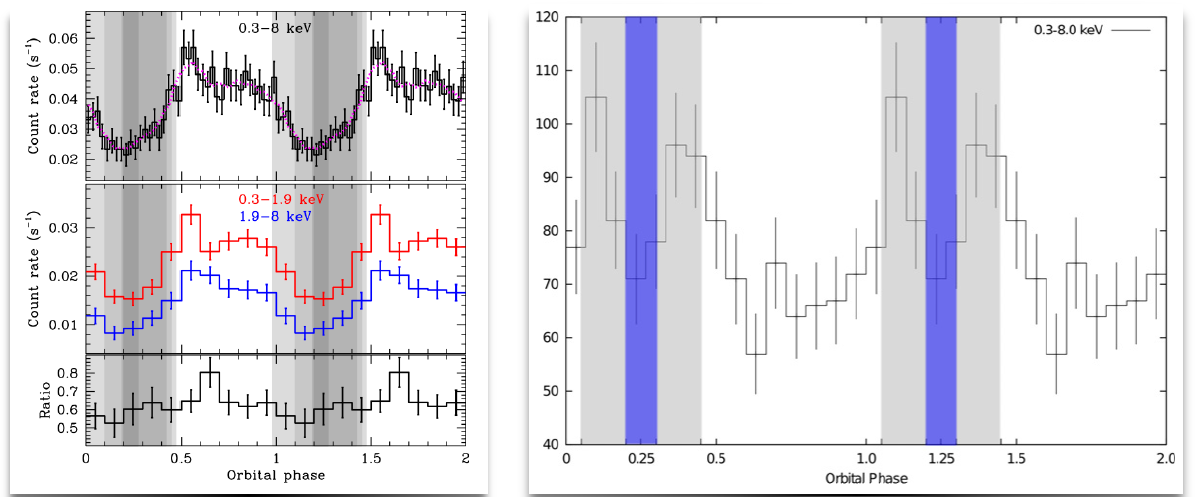 0.3−8 keV
0.06
0.05
0.04
0.03
0.02
Count rate (s⁻¹)
0.3−1.9 keV
1.9−8 keV
0.03
0.02
0.01
Count rate (s⁻¹)
0.8
0.7
0.6
0.5
Ratio
0 0.5 1 1.5 2
Orbital phase
0.3-8.0 keV
120
110
100
90
80
70
60
50
40
0 0.25 0.5 1.0 1.25 1.5 2.0
Orbital Phase